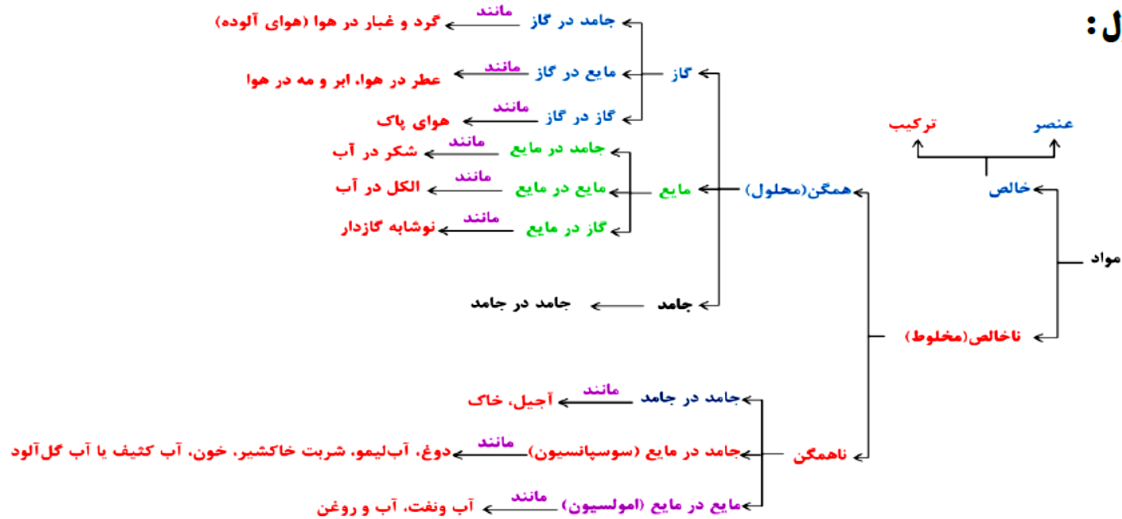 ل:
مواد
خالص
عنصر
ترکیب
ناخالص(مخلوط)
همگن(محلول)
گاز
جامد در گاز مانند گرد و غبار در هوا (هوای آلوده)
مایع در گاز مانند عطر در هوا، ابر و مه در هوا
گاز در گاز مانند هوای پاک
مایع
جامد در مایع مانند شکر در آب
مایع در مایع مانند الکل در آب
گاز در مایع مانند نوشابه گازدار
جامد جامد در جامد
ناهمگن
جامد در جامد مانند آجیل، خاک
جامد در مایع (سوسپانسیون) مانند دوغ، آب‌لیمو، شربت خاکشیر، خون، آب کثیف یا آب گل‌آلود
مایع در مایع (امولسیون) مانند آب ونفت، آب و روغن